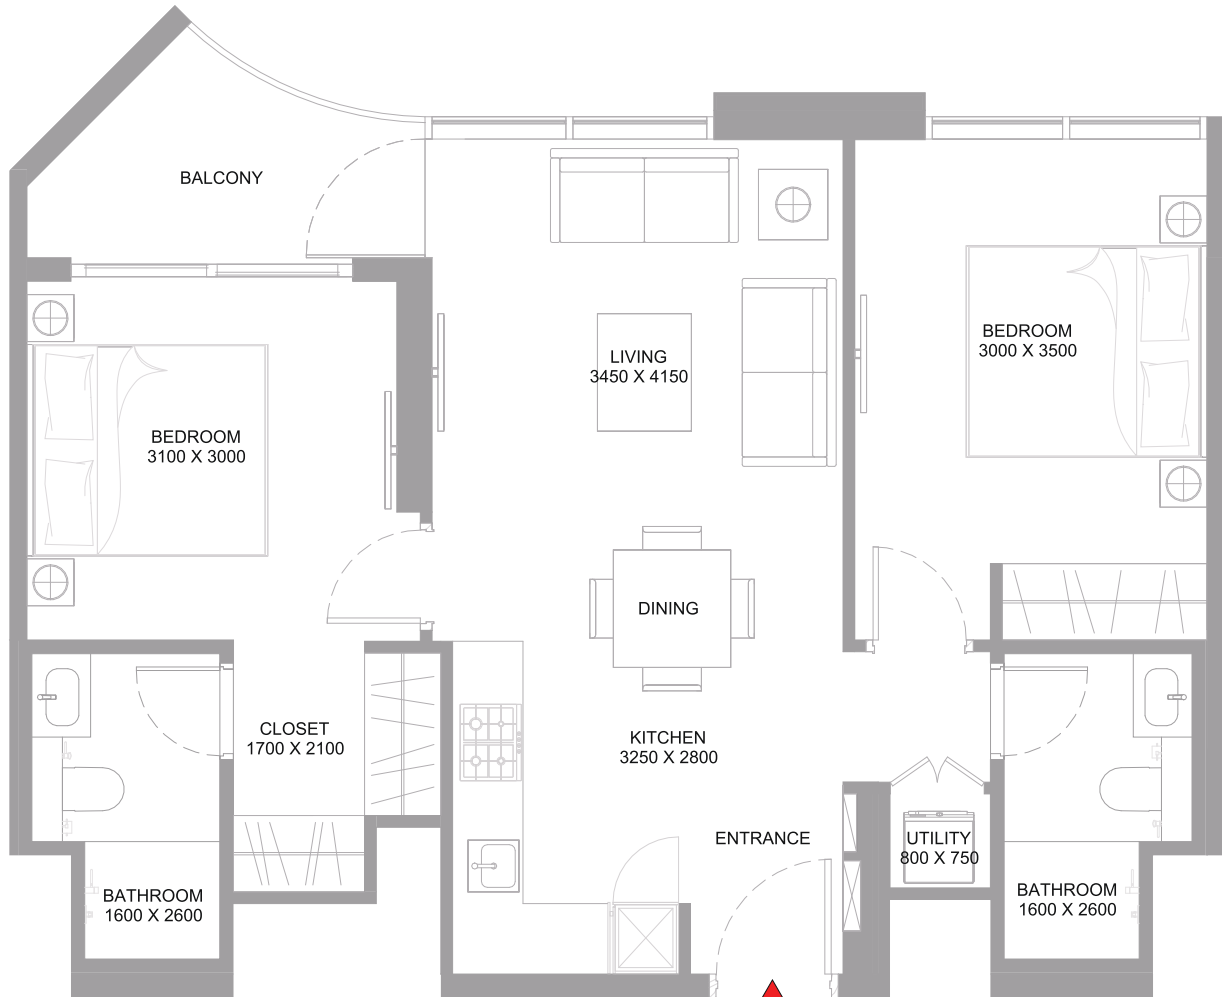 BALCONY
BEDROOM
3000 X 3500
LIVING
3450 X 4150
BEDROOM
3100 X 3000
DINING
CLOSET
1700 X 2100
KITCHEN
3250 X 2800
ENTRANCE
UTILITY
800 X 750
BATHROOM
1600 X 2600
BATHROOM
1600 X 2600